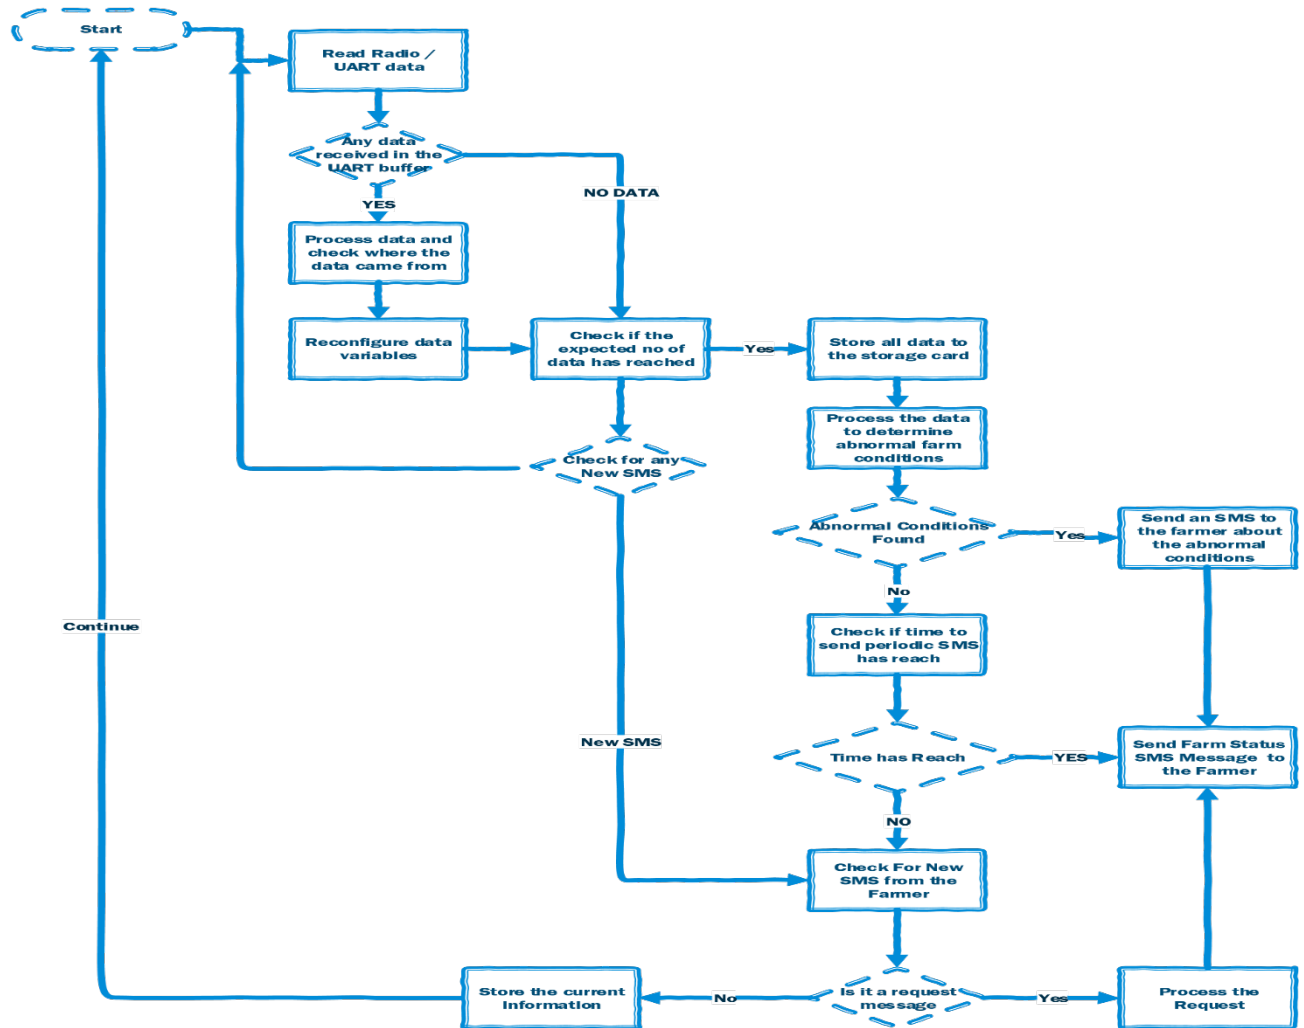 Start
Read Radio /
UART data
Any data
received in the
UART buffer
NO DATA
YES
Process data and
check where the
data came from
Reconfigure data
variables
Check if the
expected no of
data has reached
Yes
Store all data to
the storage card
Process the data
to determine
abnormal farm
conditions
Check for any
New SMS
Abnormal Conditions
Found
Yes
Send an SMS to
the farmer about
the abnormal
conditions
No
Check if time to
send periodic SMS
has reach
Continue
New SMS
Time has Reach
YES
Send Farm Status
SMS Message to
the Farmer
NO
Check For New
SMS from the
Farmer
Store the current
Information
No
Is it a request
message
Yes
Process the
Request